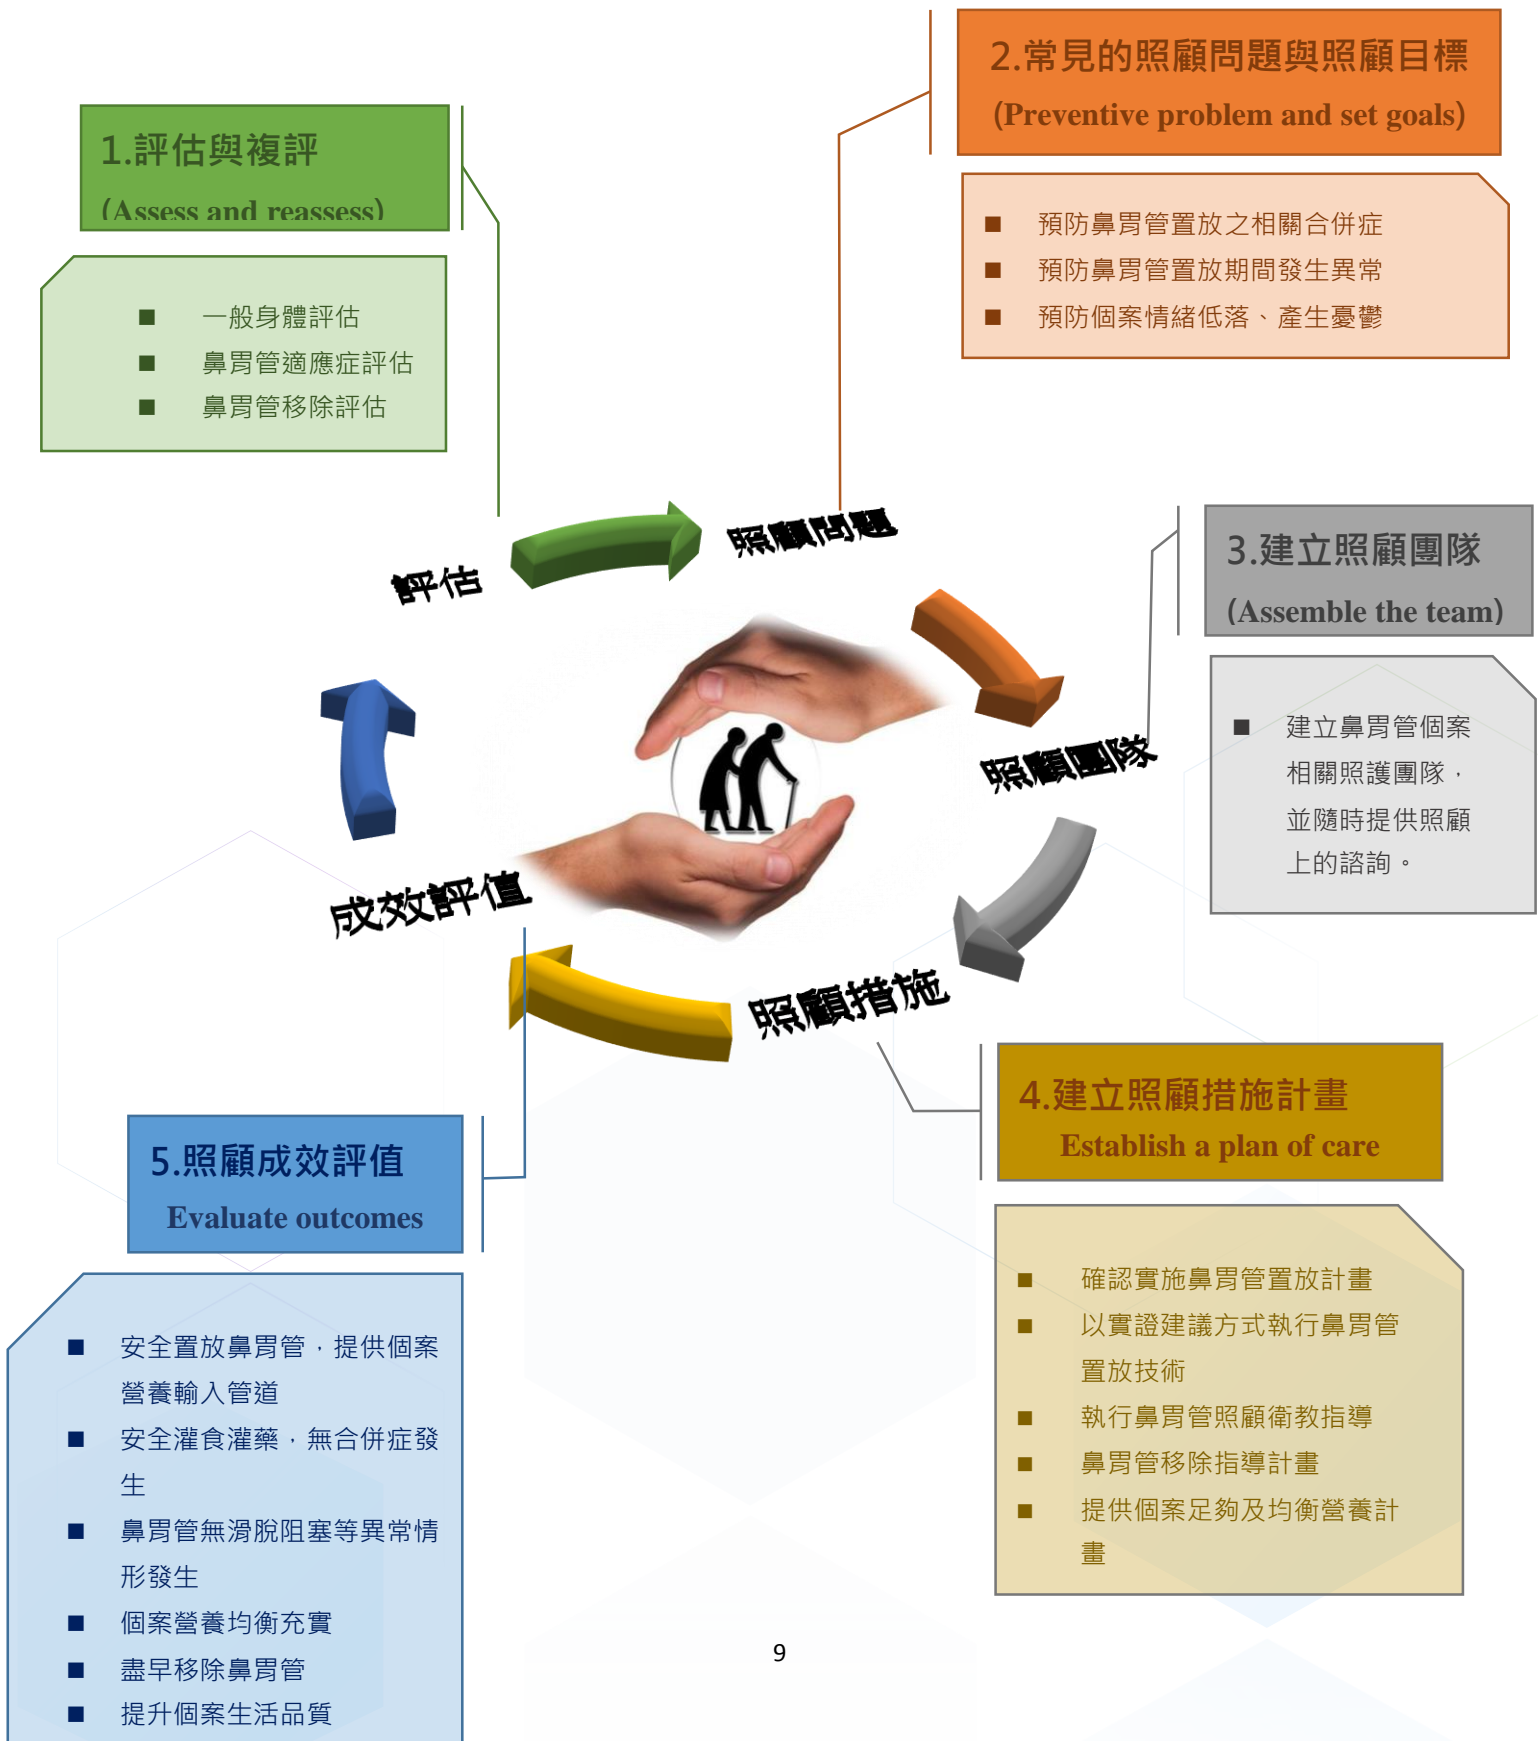 1.評估與複評
(Assess and reassess)
■ 一般身體評估
■ 鼻胃管適應症評估
■ 鼻胃管移除評估
2.常見的照顧問題與照顧目標
(Preventive problem and set goals)
■ 預防鼻胃管置放之相關合併症
■ 預防鼻胃管置放期間發生異常
■ 預防個案情緒低落、產生憂鬱
評估
照顧問題
照顧團隊
照顧措施
成效評值
3.建立照顧團隊
(Assemble the team)
■ 建立鼻胃管個案
相關照護團隊，
並隨時提供照顧
上的諮詢。
4.建立照顧措施計畫
Establish a plan of care
■ 確認實施鼻胃管置放計畫
■ 以實證建議方式執行鼻胃管
置放技術
■ 執行鼻胃管照顧衛教指導
■ 鼻胃管移除指導計畫
■ 提供個案足夠及均衡營養計
畫
5.照顧成效評值
Evaluate outcomes
■ 安全置放鼻胃管，提供個案
營養輸入管道
■ 安全灌食灌藥，無合併症發
生
■ 鼻胃管無滑脫阻塞等異常情
形發生
■ 個案營養均衡充實
■ 盡早移除鼻胃管
■ 提升個案生活品質
9